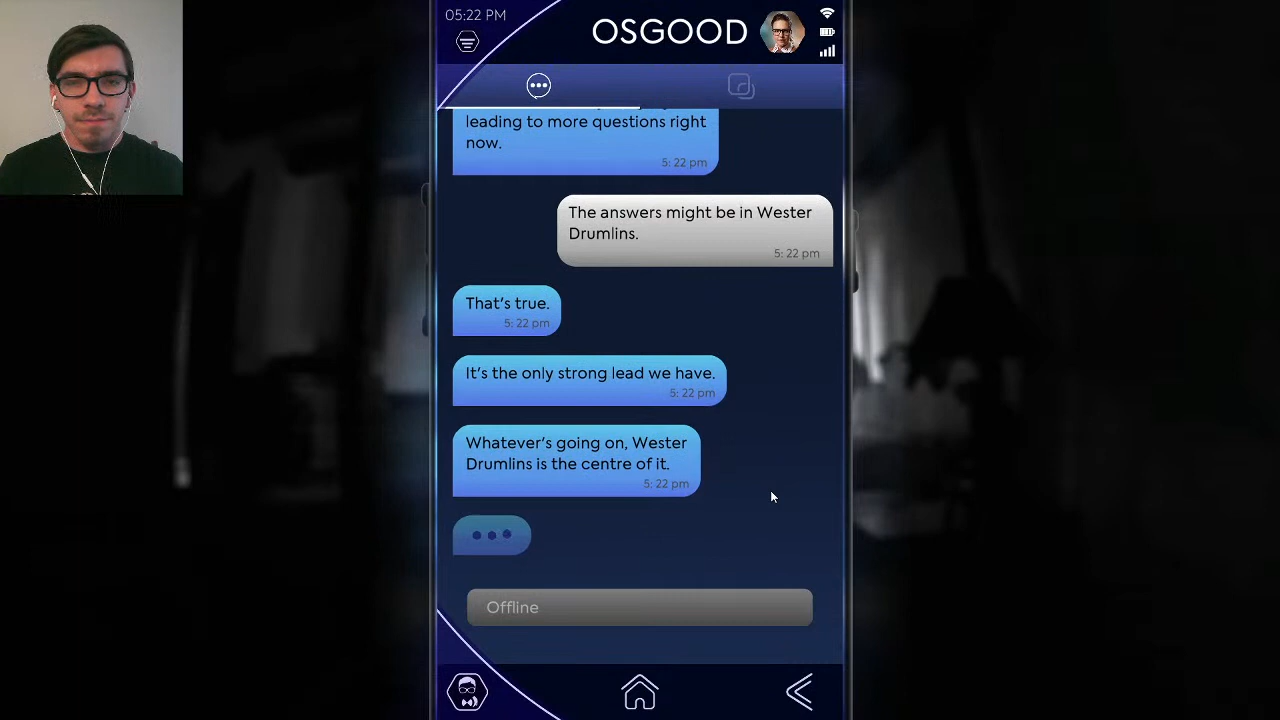 05:22 PM
OSGOOD
leading to more questions right
now.
5: 22 pm
The answers might be in Wester
Drumlins.
5: 22 pm
That's true.
5: 22 pm
It's the only strong lead we have.
5: 22 pm
Whatever's going on, Wester
Drumlins is the centre of it.
5: 22 pm
Offline